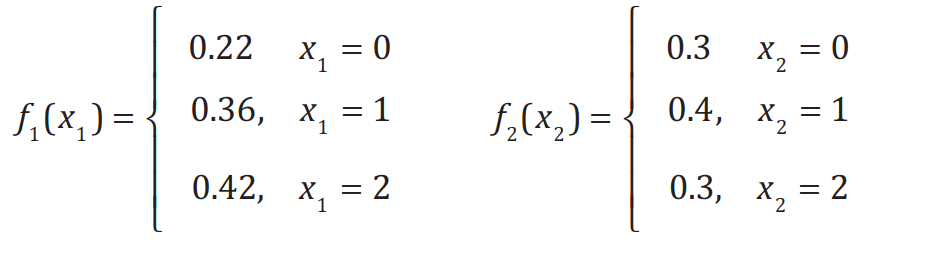 0.22 x₁ = 0 0.3 x₂ = 0
f₁(x₁) = { 0.36, x₁ = 1 f₂(x₂) = { 0.4, x₂ = 1
0.42, x₁ = 2 0.3, x₂ = 2